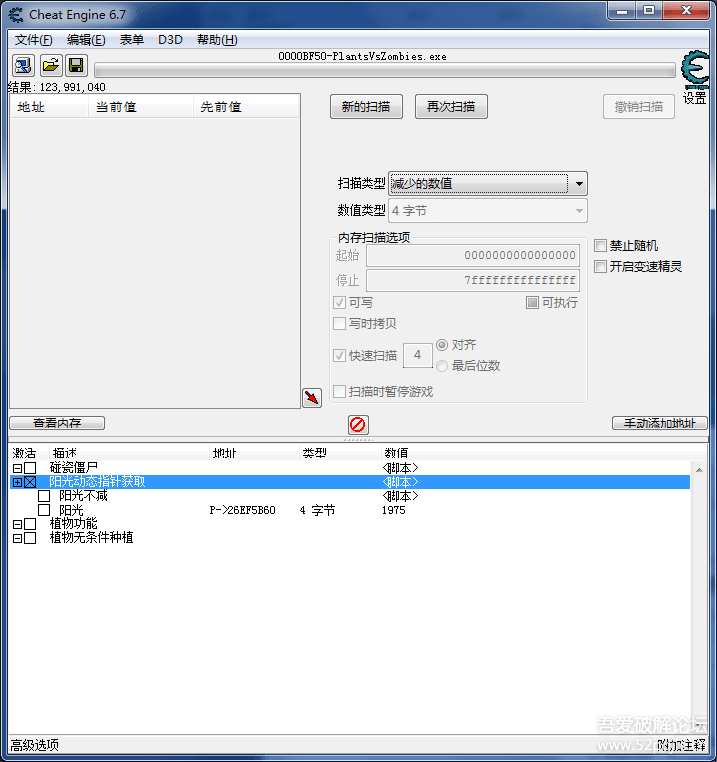 Cheat Engine 6.7
文件(F) 编辑(E) 表单 D3D 帮助(H)
0000BF50-PlantsVsZombies.exe
结果: 123,991,040
设置
地址 当前值 先前值
新的扫描 再次扫描 撤销扫描
扫描类型 减少的数值
数值类型 4 字节
内存扫描选项
起始 0000000000000000
停止 7fffffffffffffff
可写 可执行
写时拷贝
快速扫描 4 对齐
最后位数
扫描时暂停游戏
禁止随机
开启变速精灵
查看内存 手动添加地址
激活 描述 地址 类型 数值
碰瓷僵尸 <脚本>
阳光动态指针获取 <脚本>
阳光不减 <脚本>
阳光 P->26EF5B60 4 字节 1975
植物功能
植物无条件种植
吾爱破解论坛
高级选项 附加注释